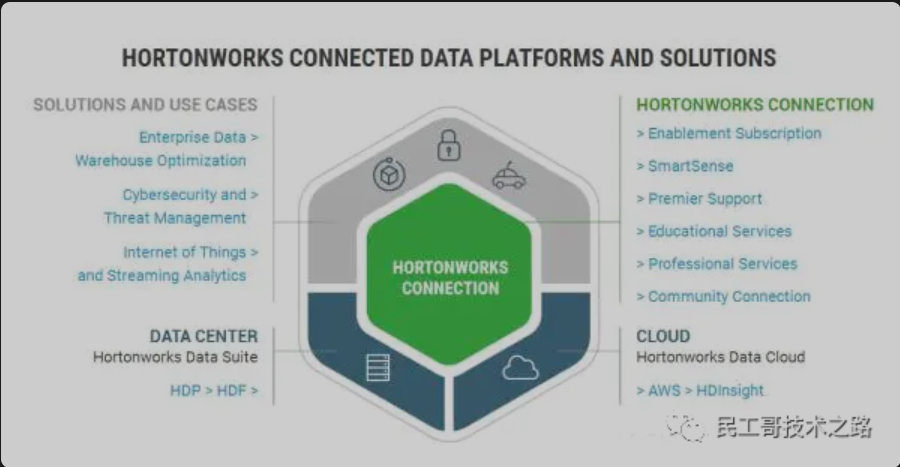 HORTONWORKS CONNECTED DATA PLATFORMS AND SOLUTIONS
SOLUTIONS AND USE CASES
Enterprise Data >
Warehouse Optimization
Cybersecurity and >
Threat Management
Internet of Things >
and Streaming Analytics
DATA CENTER
Hortonworks Data Suite
HDP > HDF >
HORTONWORKS
CONNECTION
HORTONWORKS CONNECTION
> Enablement Subscription
> SmartSense
> Premier Support
> Educational Services
> Professional Services
> Community Connection
CLOUD
Hortonworks Data Cloud
> AWS > HDInsight
民工哥技术之路